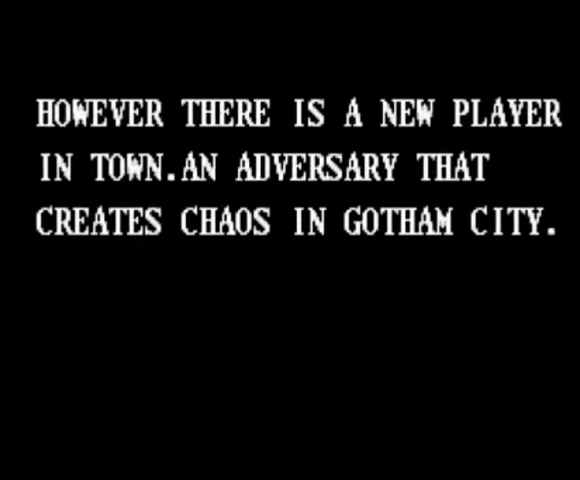 HOWEVER THERE IS A NEW PLAYER
IN TOWN.AN ADVERSARY THAT
CREATES CHAOS IN GOTHAM CITY.